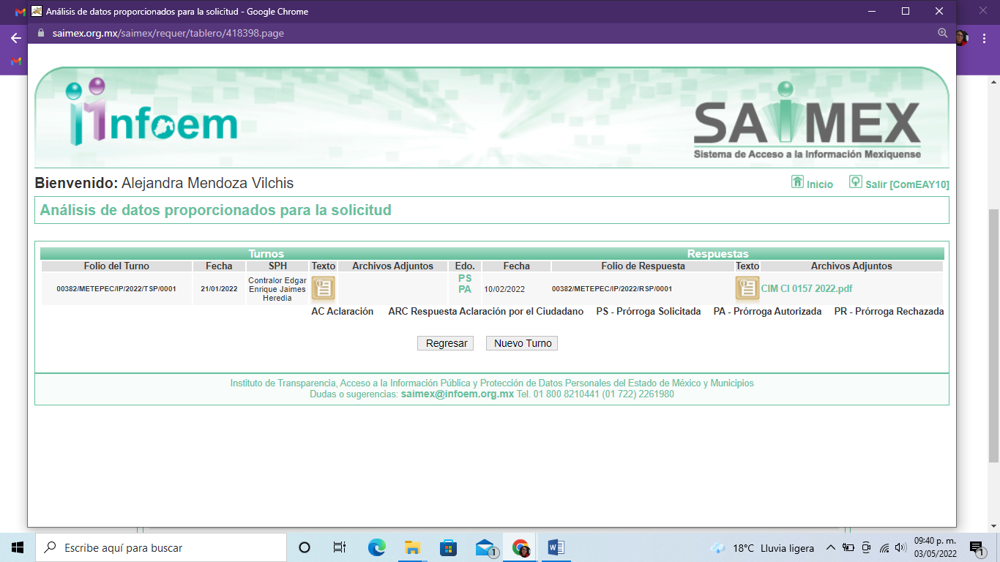 Análisis de datos proporcionados para la solicitud - Google Chrome
saimex.org.mx/saimex/requer/tablero/418398.page
infoem
SAIMEX
Sistema de Acceso a la Información Mexiquense
Bienvenido: Alejandra Mendoza Vilchis
Inicio Salir [ComEAY10]
Análisis de datos proporcionados para la solicitud
Turnos Respuestas
Folio del Turno Fecha SPH Texto Archivos Adjuntos Edo. Fecha Folio de Respuesta Texto Archivos Adjuntos
00382/METEPEC/IP/2022/TSP/0001 21/01/2022 Contralor Edgar Enrique Jaimes Heredia PS PA 10/02/2022 00382/METEPEC/IP/2022/RSP/0001 CIM CI 0157 2022.pdf
AC Aclaración ARC Respuesta Aclaración por el Ciudadano PS - Prórroga Solicitada PA - Prórroga Autorizada PR - Prórroga Rechazada
Regresar Nuevo Turno
Instituto de Transparencia, Acceso a la Información Pública y Protección de Datos Personales del Estado de México y Municipios
Dudas o sugerencias: saimex@infoem.org.mx Tel. 01 800 8210441 (01 722) 2261980
Escribe aquí para buscar
1
18°C Lluvia ligera
09:40 p. m.
03/05/2022
1